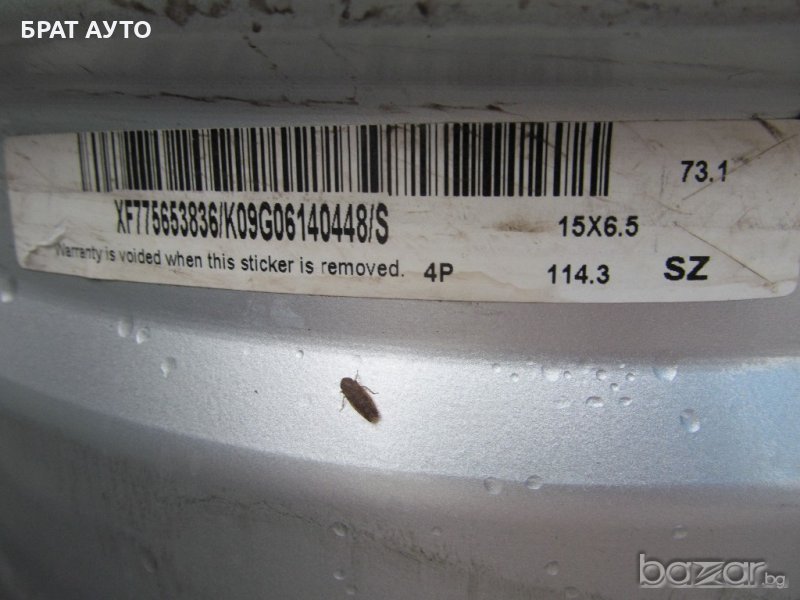 БРАТ АУТО
73.1
XF775653836/K09G06140448/S 15X6.5
Warranty is voided when this sticker is removed. 4P 114.3 SZ
bazar.bg